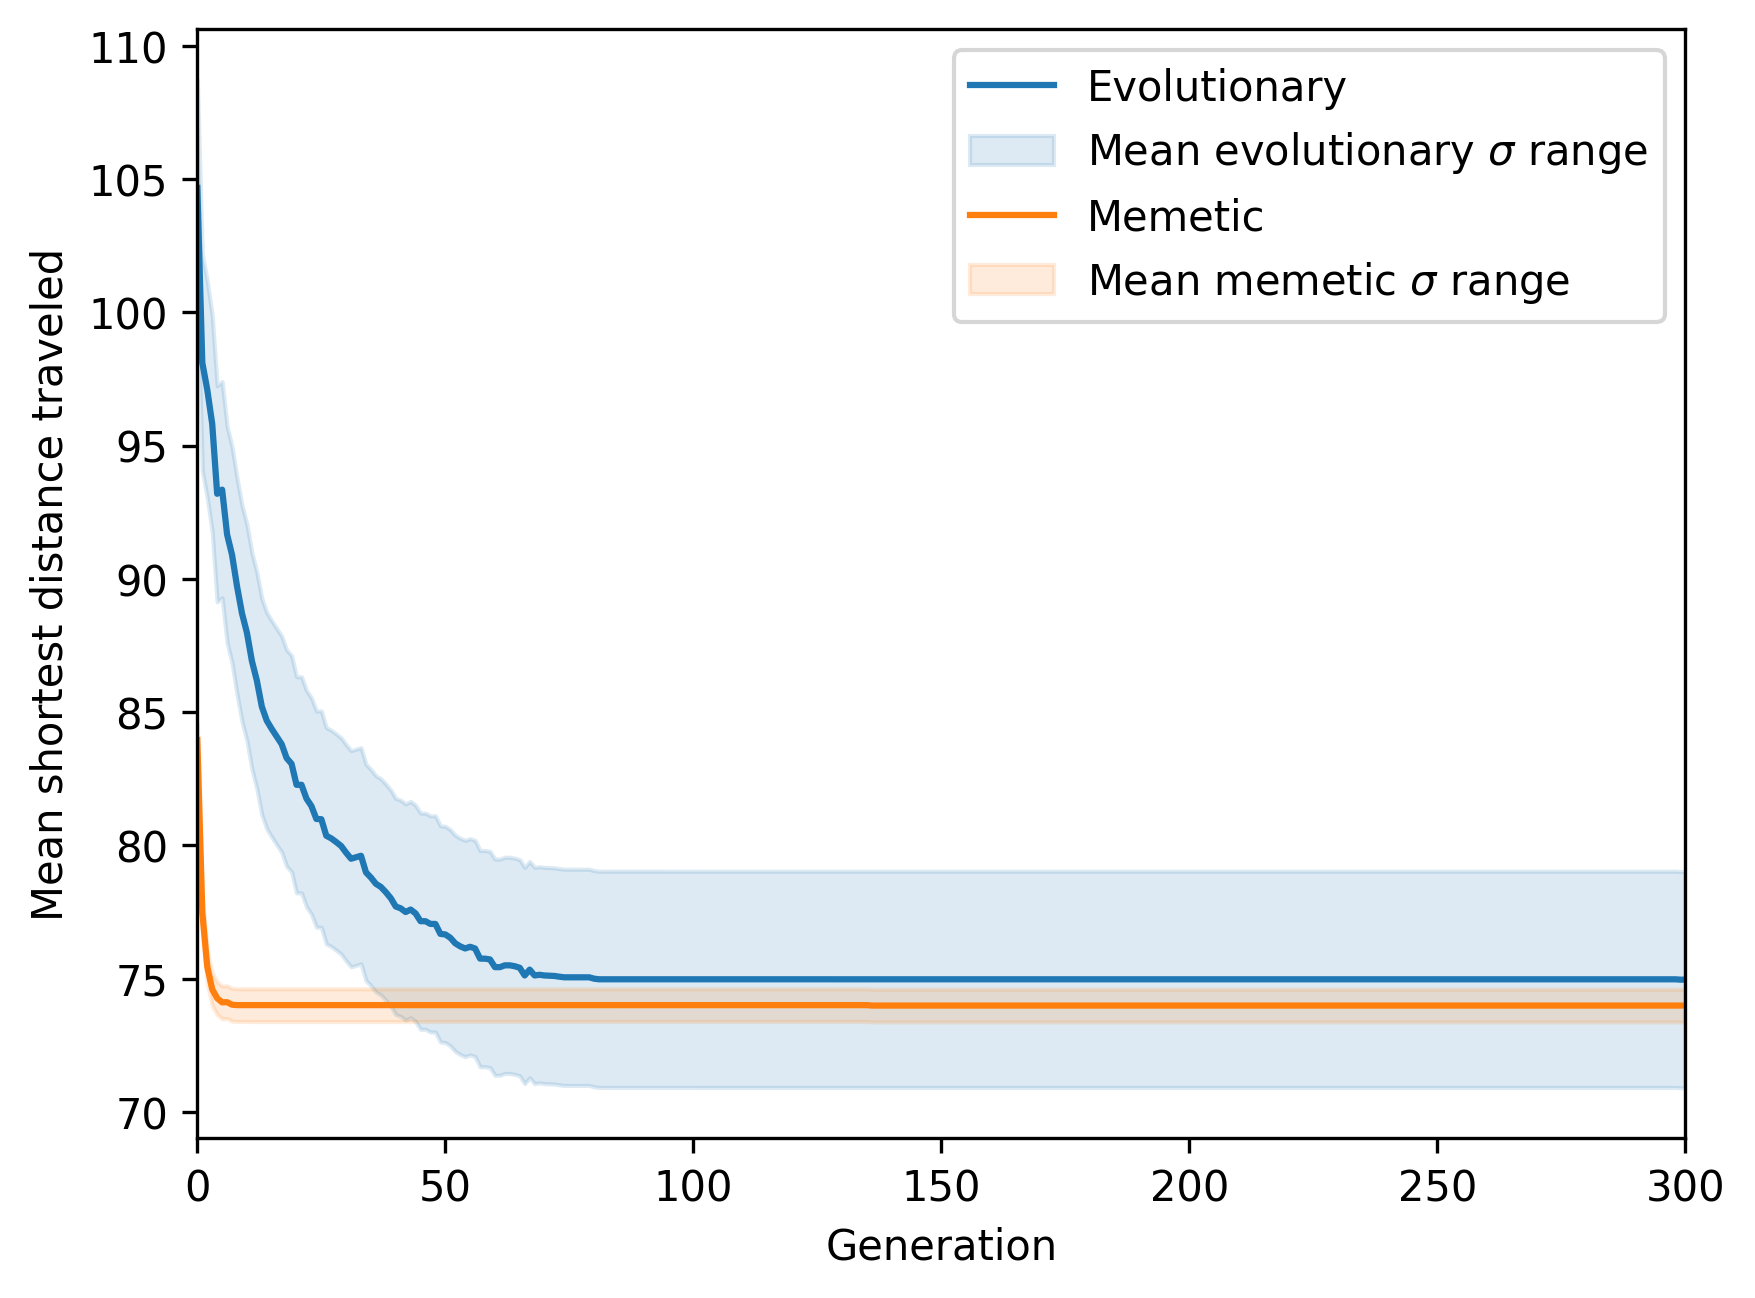 110
105
100
95
90
85
80
75
70
Mean shortest distance traveled
Evolutionary
Mean evolutionary σ range
Memetic
Mean memetic σ range
0 50 100 150 200 250 300
Generation